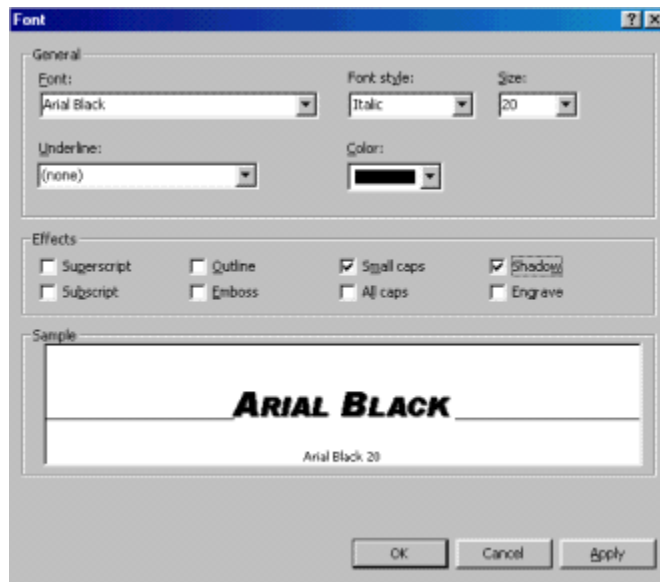 Font
General
Font: Font style: Size:
Arial Black Italic 20
Underline: Color:
(none)
Effects
Superscript Outline Small caps Shadow
Subscript Emboss All caps Engrave
Sample
ARIAL BLACK
Arial Black 20
OK Cancel Apply